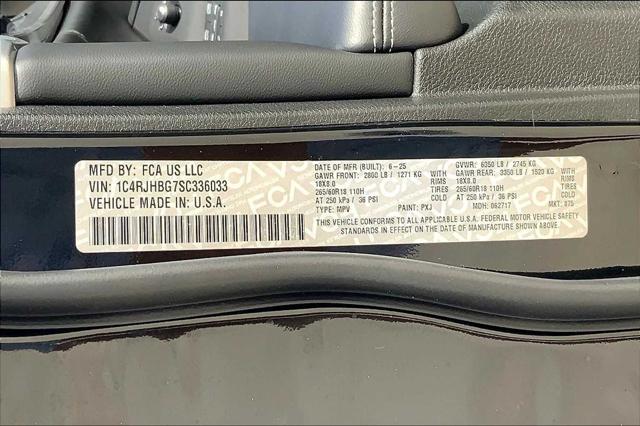 MFD BY: FCA US LLC
VIN: 1C4RJHBG7SC336033
VEHICLE MADE IN: U.S.A.
DATE OF MFR (BUILT): 6-25 GVWR: 6350 LB / 2745 KG
GAWR FRONT: 2800 LB / 1271 KG WITH GAWR REAR: 3350 LB / 1520 KG WITH
18X8.0 RIMS 18X8.0 RIMS
265/60R18 110H TIRES 265/60R18 110H TIRES
AT 250 kPa / 36 PSI COLD AT 250 kPa / 36 PSI COLD
TYPE: MPV PAINT: PXJ MDH: 062717 MKT: 875
THIS VEHICLE CONFORMS TO ALL APPLICABLE U.S.A. FEDERAL MOTOR VEHICLE SAFETY
STANDARDS IN EFFECT ON THE DATE OF MANUFACTURE SHOWN ABOVE.